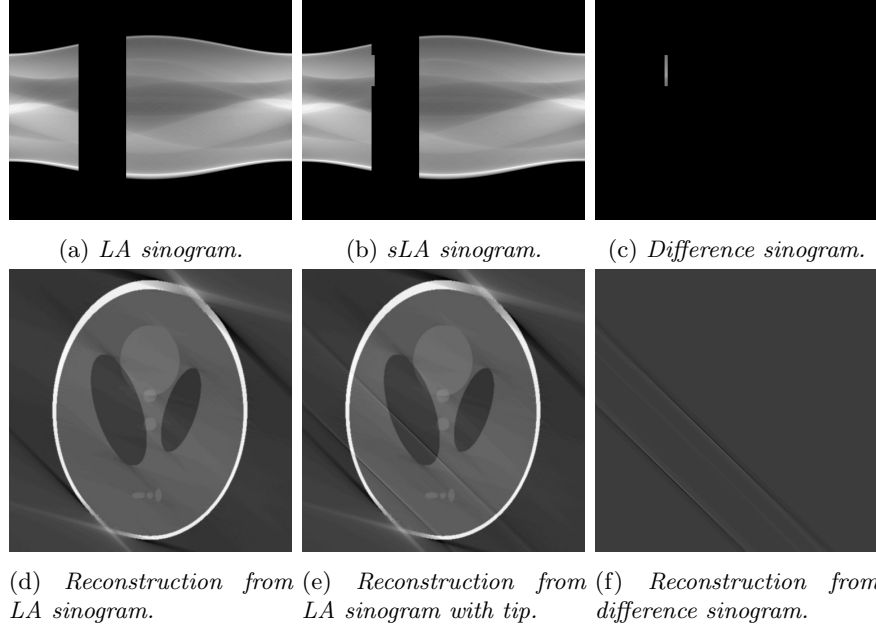 (a) LA sinogram. (b) sLA sinogram. (c) Difference sinogram.
(d) Reconstruction from (e) Reconstruction from (f) Reconstruction from
LA sinogram. LA sinogram with tip. difference sinogram.